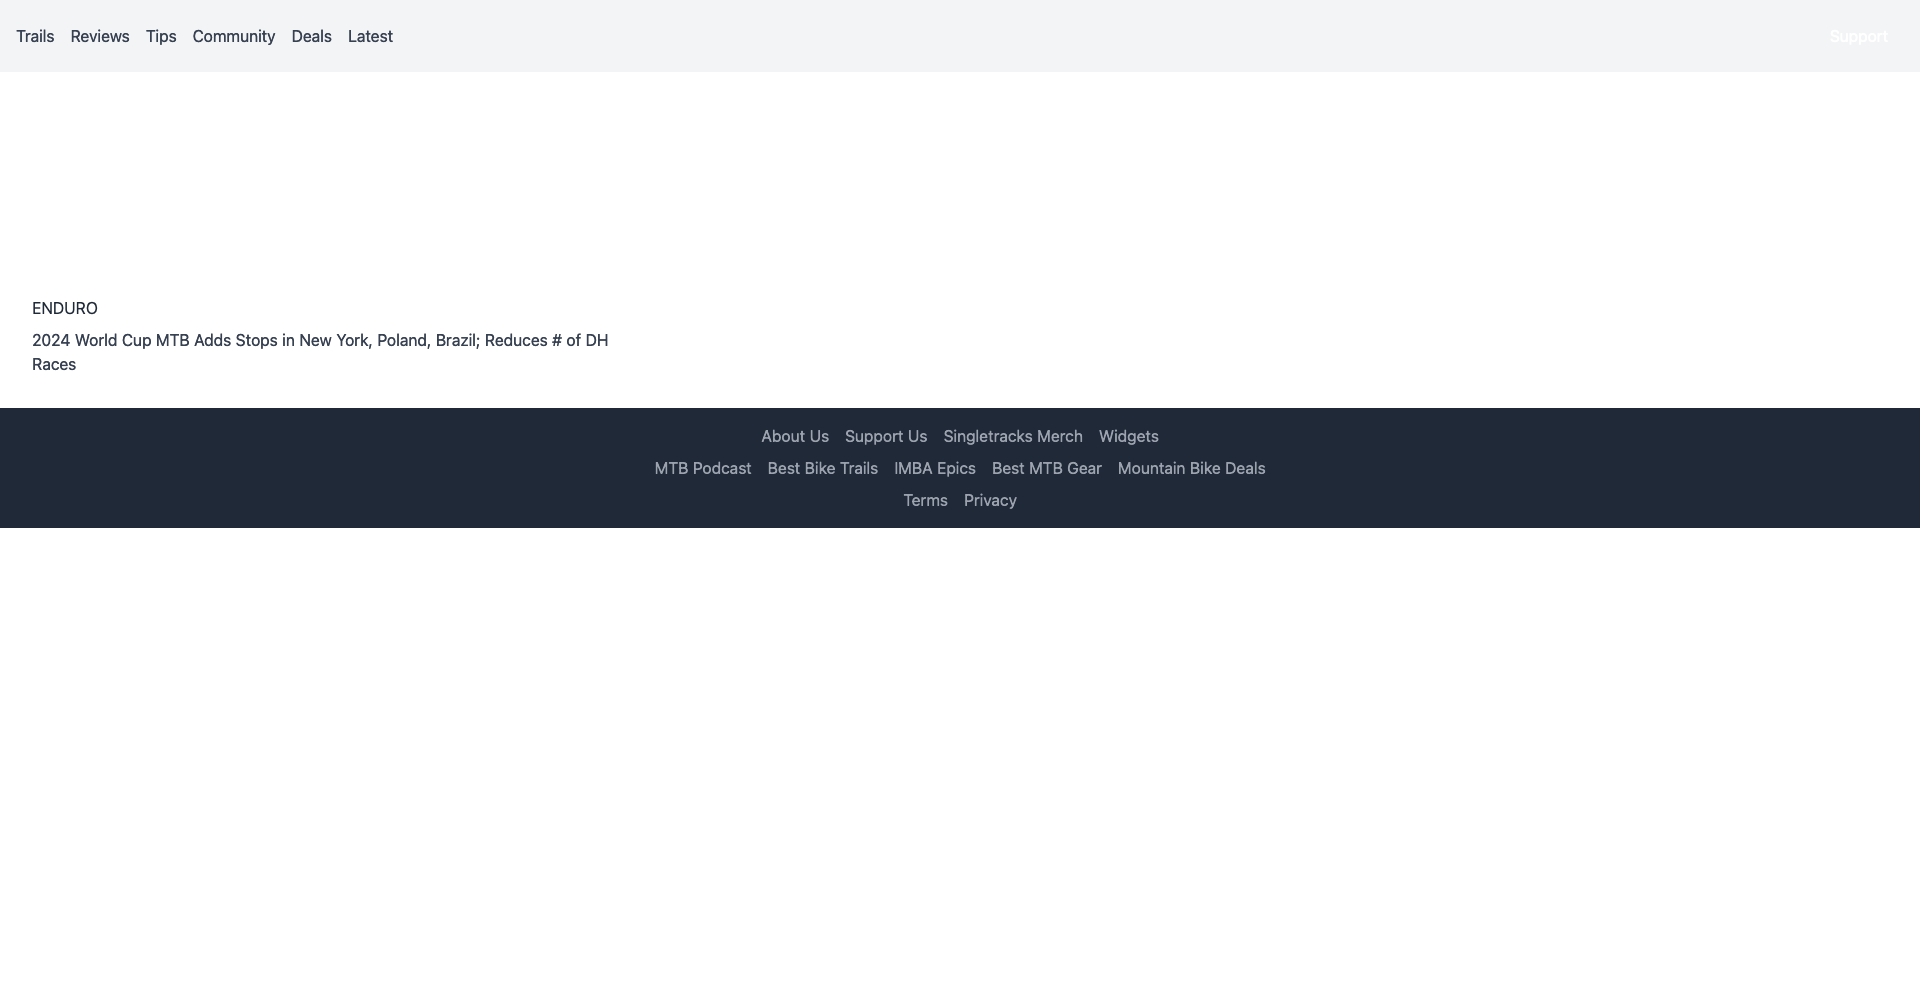 Trails Reviews Tips Community Deals Latest Support
ENDURO
2024 World Cup MTB Adds Stops in New York, Poland, Brazil; Reduces # of DH
Races
About Us Support Us Singletracks Merch Widgets
MTB Podcast Best Bike Trails IMBA Epics Best MTB Gear Mountain Bike Deals
Terms Privacy